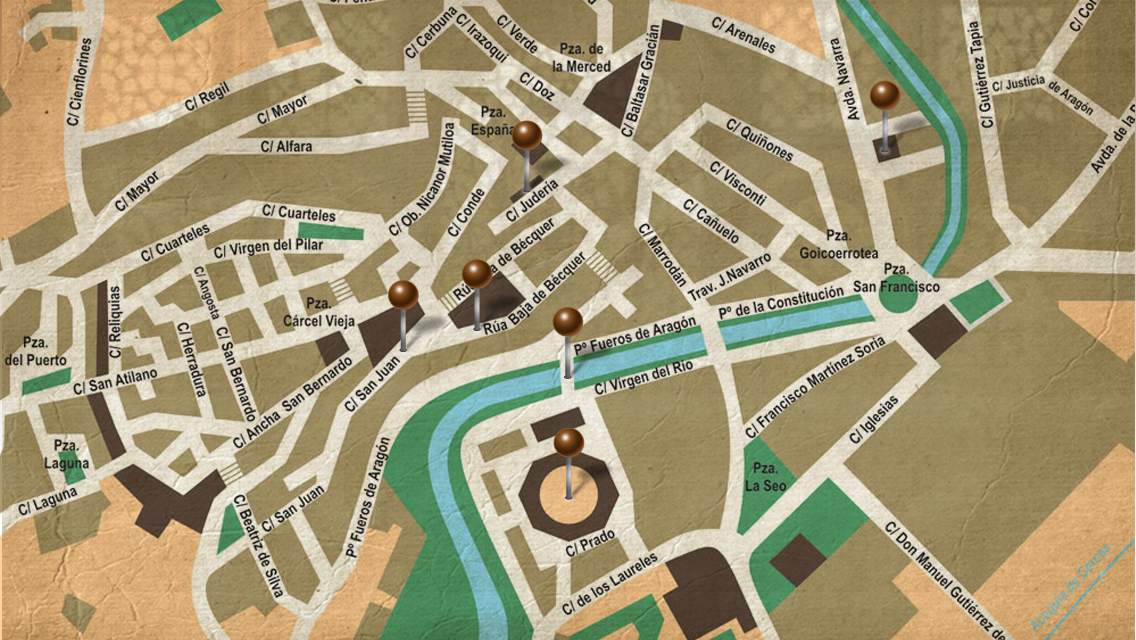 C/ Cienflorines
C/ Regil
C/ Mayor
C/ Alfara
C/ Mayor
C/ Cerbuna
C/ Irazoqui
C/ Verde
Pza. de
la Merced
C/ Doz
C/ Baltasar Gracián
C/ Arenales
Avda. Navarra
C/ Gutiérrez Tapia
C/ Justicia de Aragón
Avda. de la
Pza.
España
C/ Quiñones
C/ Visconti
C/ Cañuelo
C/ Judería
C/ Conde
C/ Ob. Nicanor Mutiloa
C/ Cuarteles
C/ Cuarteles
C/ Virgen del Pilar
C/ Marrodán
Trav. J.Navarro
Pza.
Goicoerrotea
Pza.
San Francisco
de Bécquer
Rúa Baja de Bécquer
Pº de la Constitución
Pº Fueros de Aragón
C/ Virgen del Río
C/ Angosta
C/ Reliquias
Pza.
Cárcel Vieja
Pza.
del Puerto
C/ San Atilano
C/ Herradura
C/ San Bernardo
C/ Ancha San Bernardo
C/ San Juan
C/ Francisco Martínez Soria
C/ Iglesias
Pza.
Laguna
C/ Laguna
Pza.
La Seo
C/ San Juan
C/ Beatriz de Silva
Pº Fueros de Aragón
C/ Prado
C/ de los Laureles
C/ Don Manuel Gutiérrez de